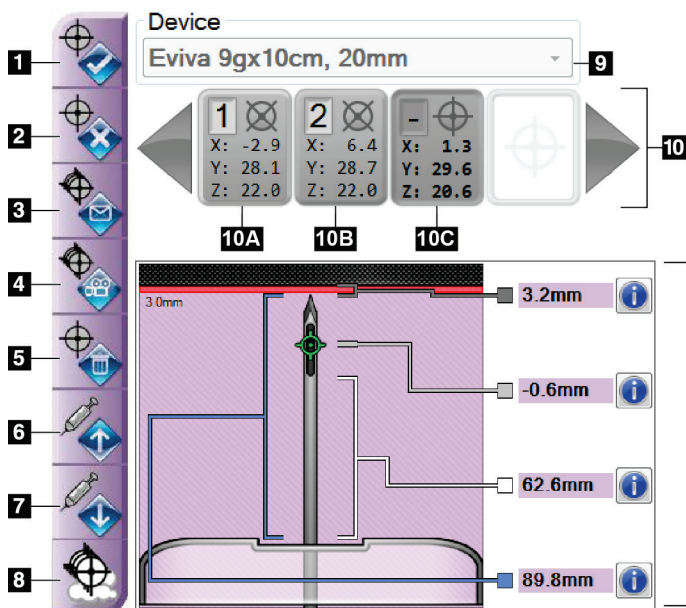 Device
1
Eviva 9gx10cm, 20mm
9
2
1
2
-
X: -2.9
X: 6.4
X: 1.3
10
Y: 28.1
Y: 28.7
Y: 29.6
Z: 22.0
Z: 22.0
Z: 20.6
3
10A
10B
10C
4
3.0mm
3.2mm
5
-0.6mm
6
62.6mm
7
8
89.8mm